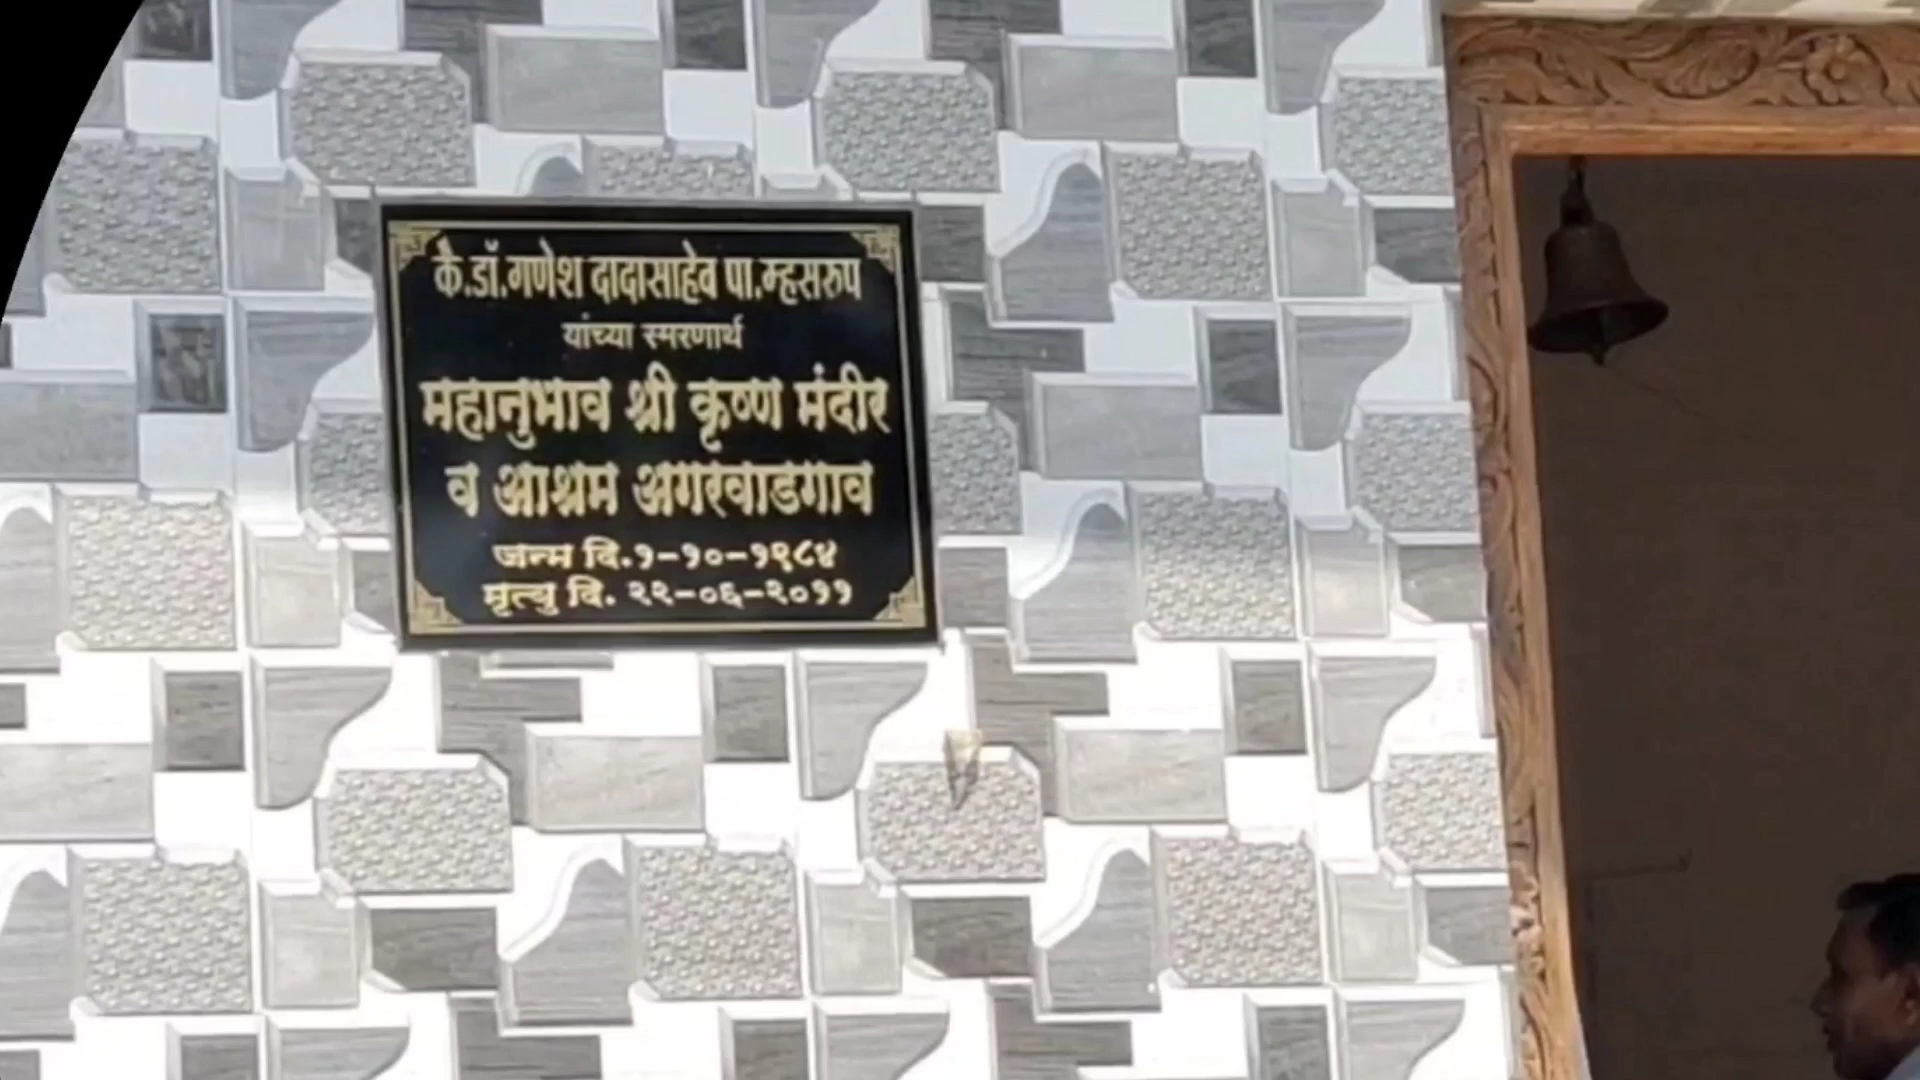 कै.डॉ.गणेश दादासाहेब पा.म्हसरुप
यांच्या स्मरणार्थ
महानुभाव श्री कृष्ण मंदीर
व आश्रम अगरवाडगाव
जन्म दि.१-१०-१९८४
मृत्यु दि. २२-०६-२०११